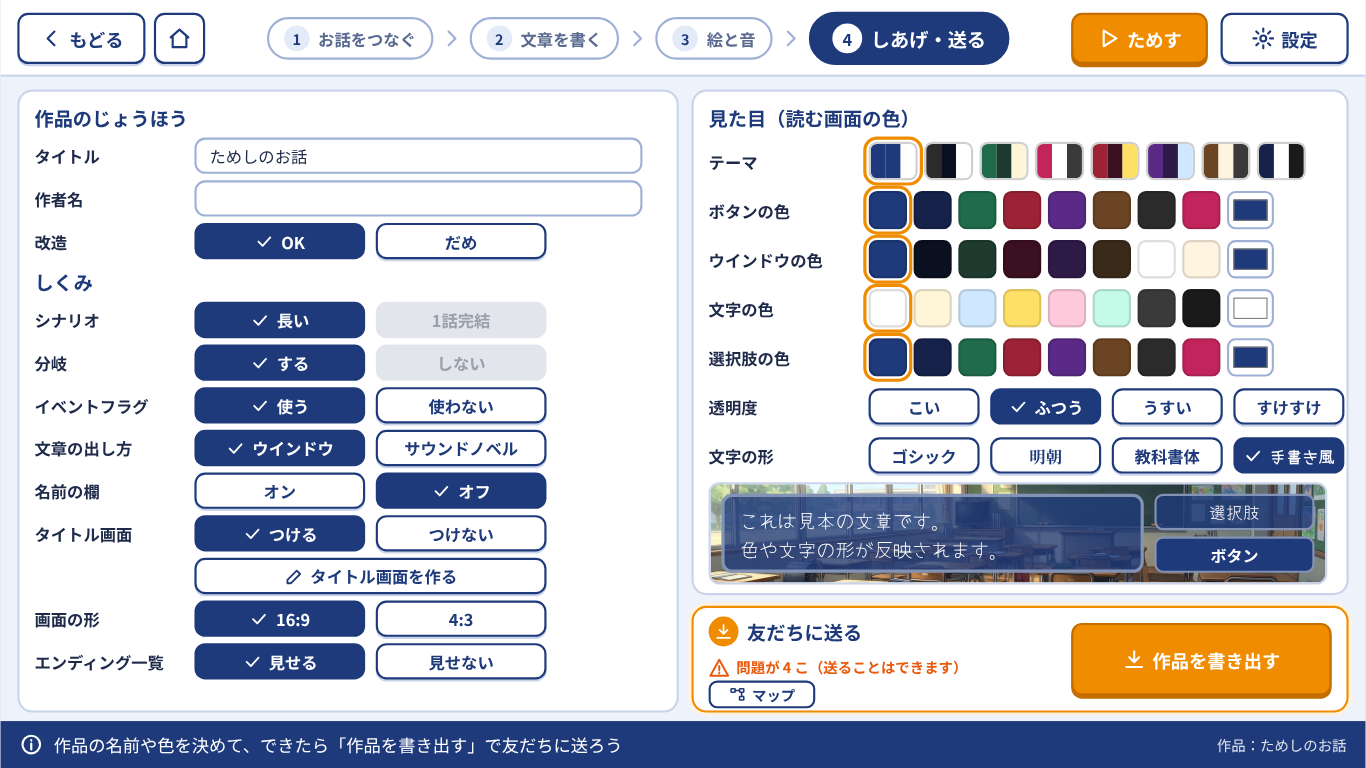 もどる
1 お話をつなぐ
2 文章を書く
3 絵と音
4 しあげ・送る
ためす
設定
作品のじょうほう
タイトル ためしのお話
作者名
改造 OK だめ
しくみ
シナリオ 長い 1話完結
分岐 する しない
イベントフラグ 使う 使わない
文章の出し方 ウインドウ サウンドノベル
名前の欄 オン オフ
タイトル画面 つける つけない
タイトル画面を作る
画面の形 16:9 4:3
エンディング一覧 見せる 見せない
見た目（読む画面の色）
テーマ
ボタンの色
ウインドウの色
文字の色
選択肢の色
透明度 こい ふつう うすい すけすけ
文字の形 ゴシック 明朝 教科書体 手書き風
これは見本の文章です。
色や文字の形が反映されます。
選択肢
ボタン
友だちに送る
問題が４こ（送ることはできます）
マップ
作品を書き出す
作品の名前や色を決めて、できたら「作品を書き出す」で友だちに送ろう
作品：ためしのお話